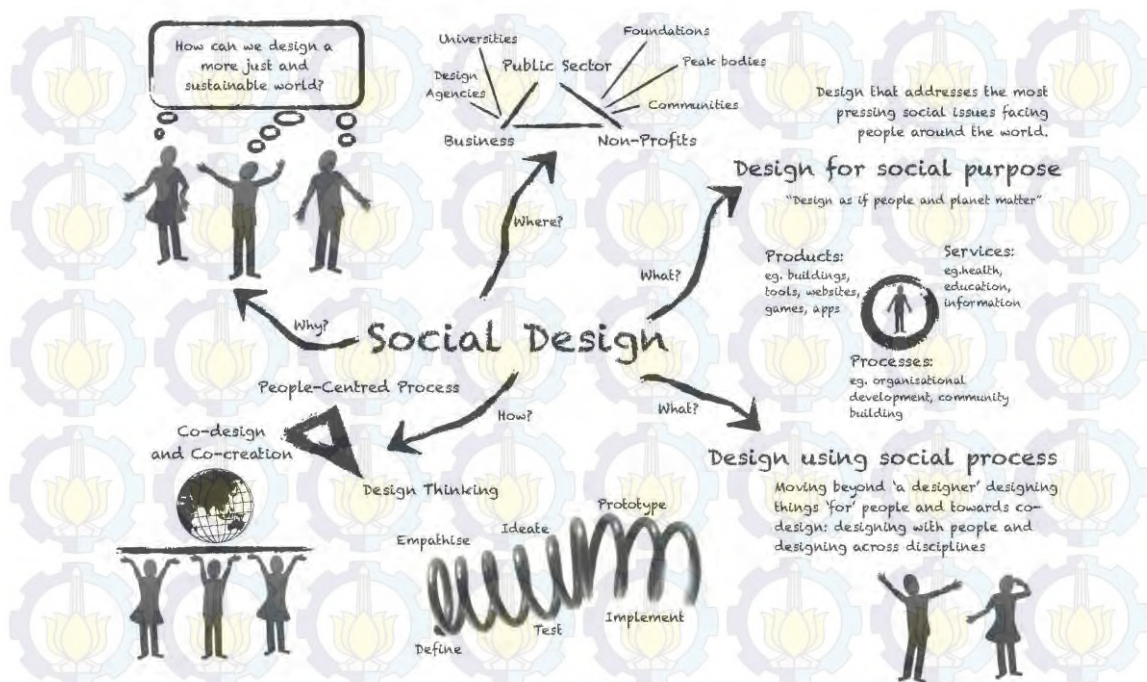 How can we design a
more just and
sustainable world?
Universities
Design
Agencies
Public Sector
Business
Non-Profits
Foundations
Peak bodies
Communities
Where?
Design that addresses the most
pressing social issues facing
people around the world.
Design for social purpose
"Design as if people and planet matter"
What?
Products:
eg. buildings,
tools, websites,
games, apps
Services:
eg.health,
education,
information
Processes:
eg. organisational
development, community
building
Why?
Social Design
People-Centred Process
How?
What?
Co-design
and Co-creation
Design Thinking
Design using social process
Moving beyond 'a designer' designing
things 'for' people and towards co-
design: designing with people and
designing across disciplines
Empathise
Ideate
Prototype
Define
Test
Implement